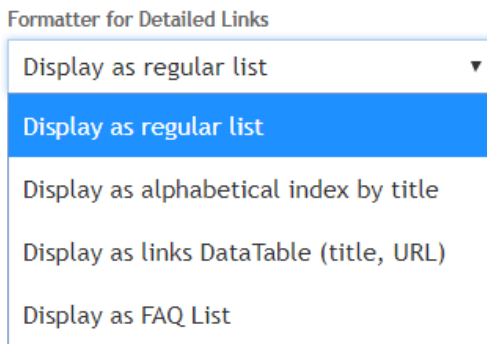 Formatter for Detailed Links
Display as regular list
Display as regular list
Display as alphabetical index by title
Display as links DataTable (title, URL)
Display as FAQ List